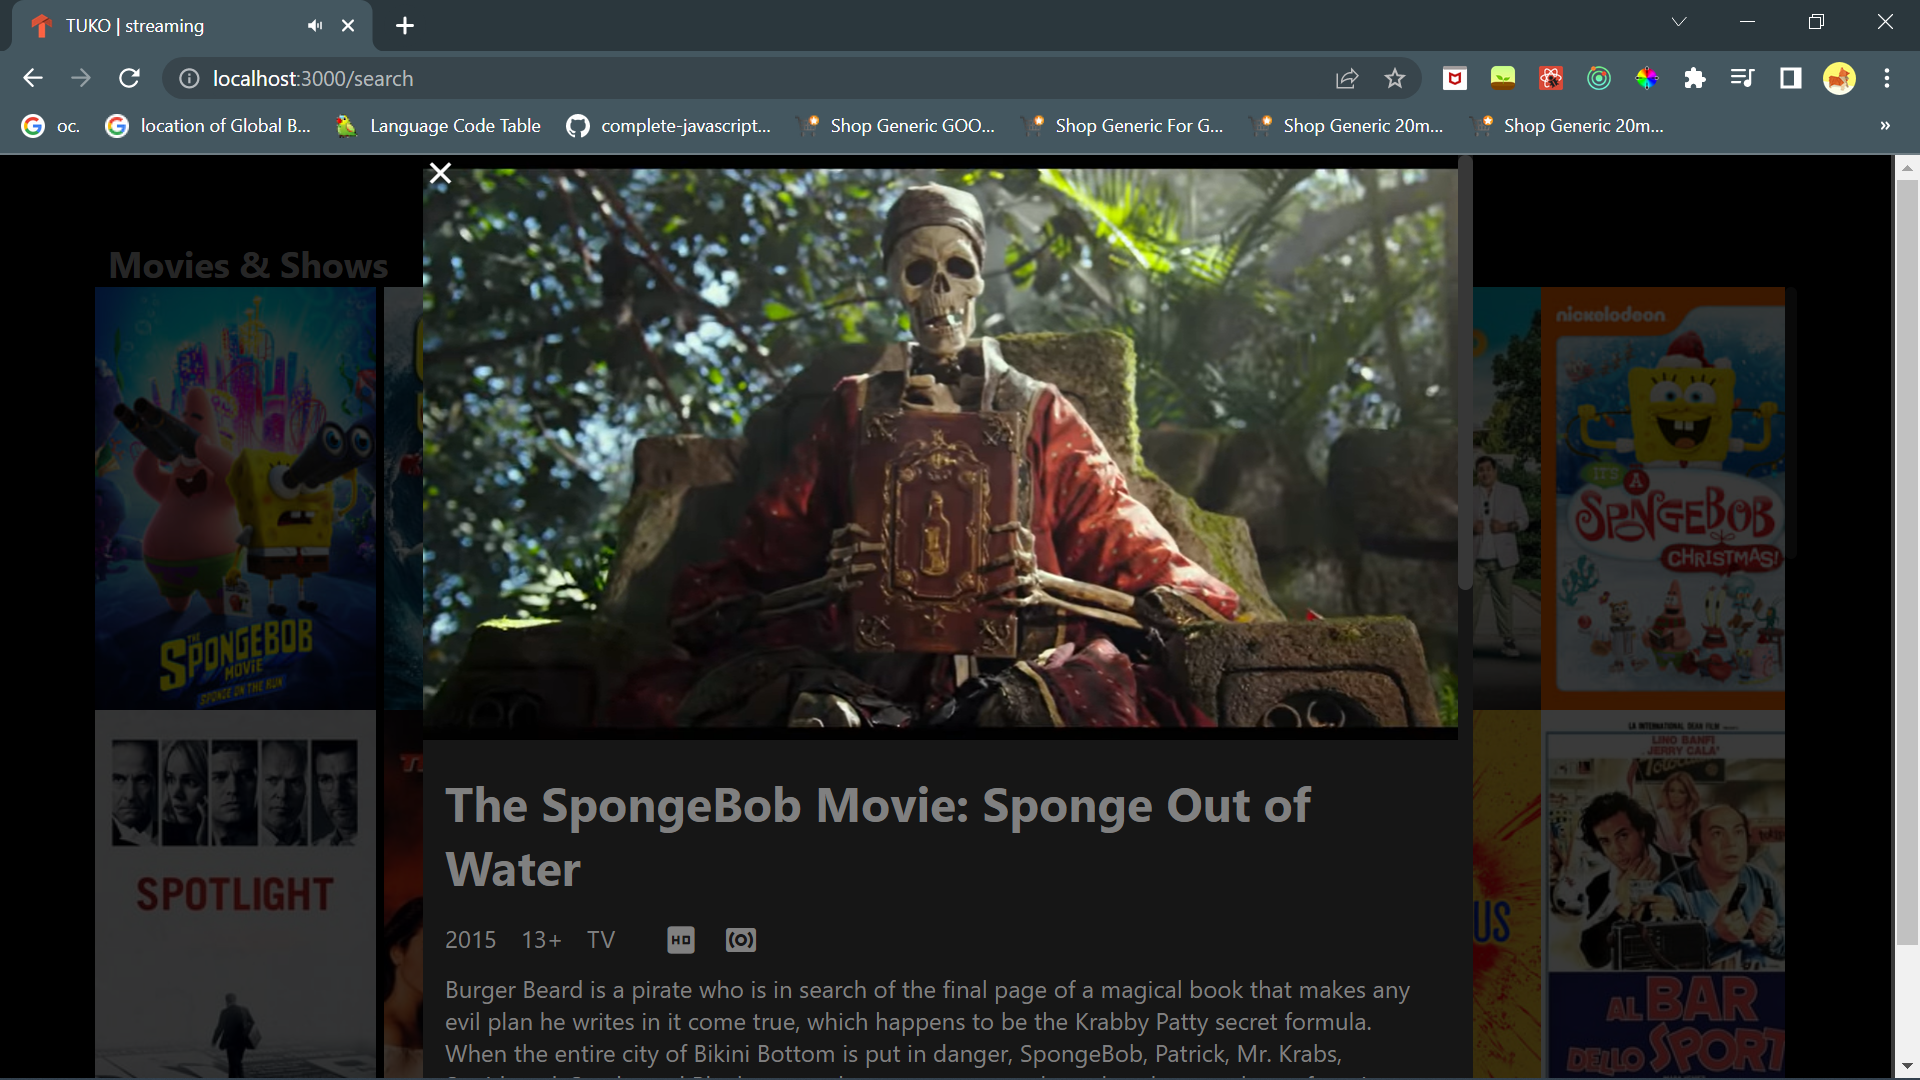 TUKO | streaming
localhost:3000/search
oc.
location of Global B...
Language Code Table
complete-javascript...
Shop Generic GOO...
Shop Generic For G...
Shop Generic 20m...
Shop Generic 20m...
»
Movies & Shows
THE
SPONGEBOB
MOVIE
SPONGE ON THE RUN
nickelodeon
IT'S
A
SPONGEBOB
CHRISTMAS!
SPOTLIGHT
The SpongeBob Movie: Sponge Out of
Water
2015 13+ TV HD
Burger Beard is a pirate who is in search of the final page of a magical book that makes any
evil plan he writes in it come true, which happens to be the Krabby Patty secret formula.
When the entire city of Bikini Bottom is put in danger, SpongeBob, Patrick, Mr. Krabs,
US
LINO BANFI
JERRY CALA'
AL BAR
DELLO SPORT